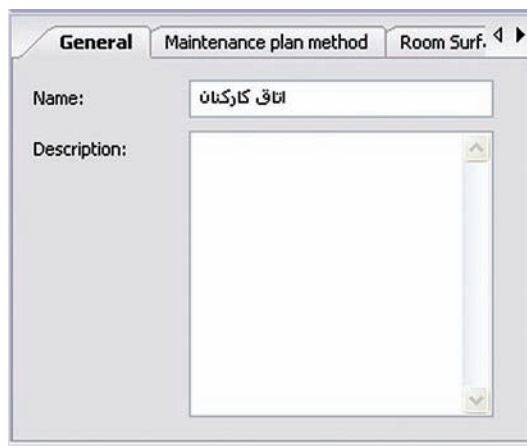 General Maintenance plan method Room Surf.
Name: اتاق کارکنان
Description: